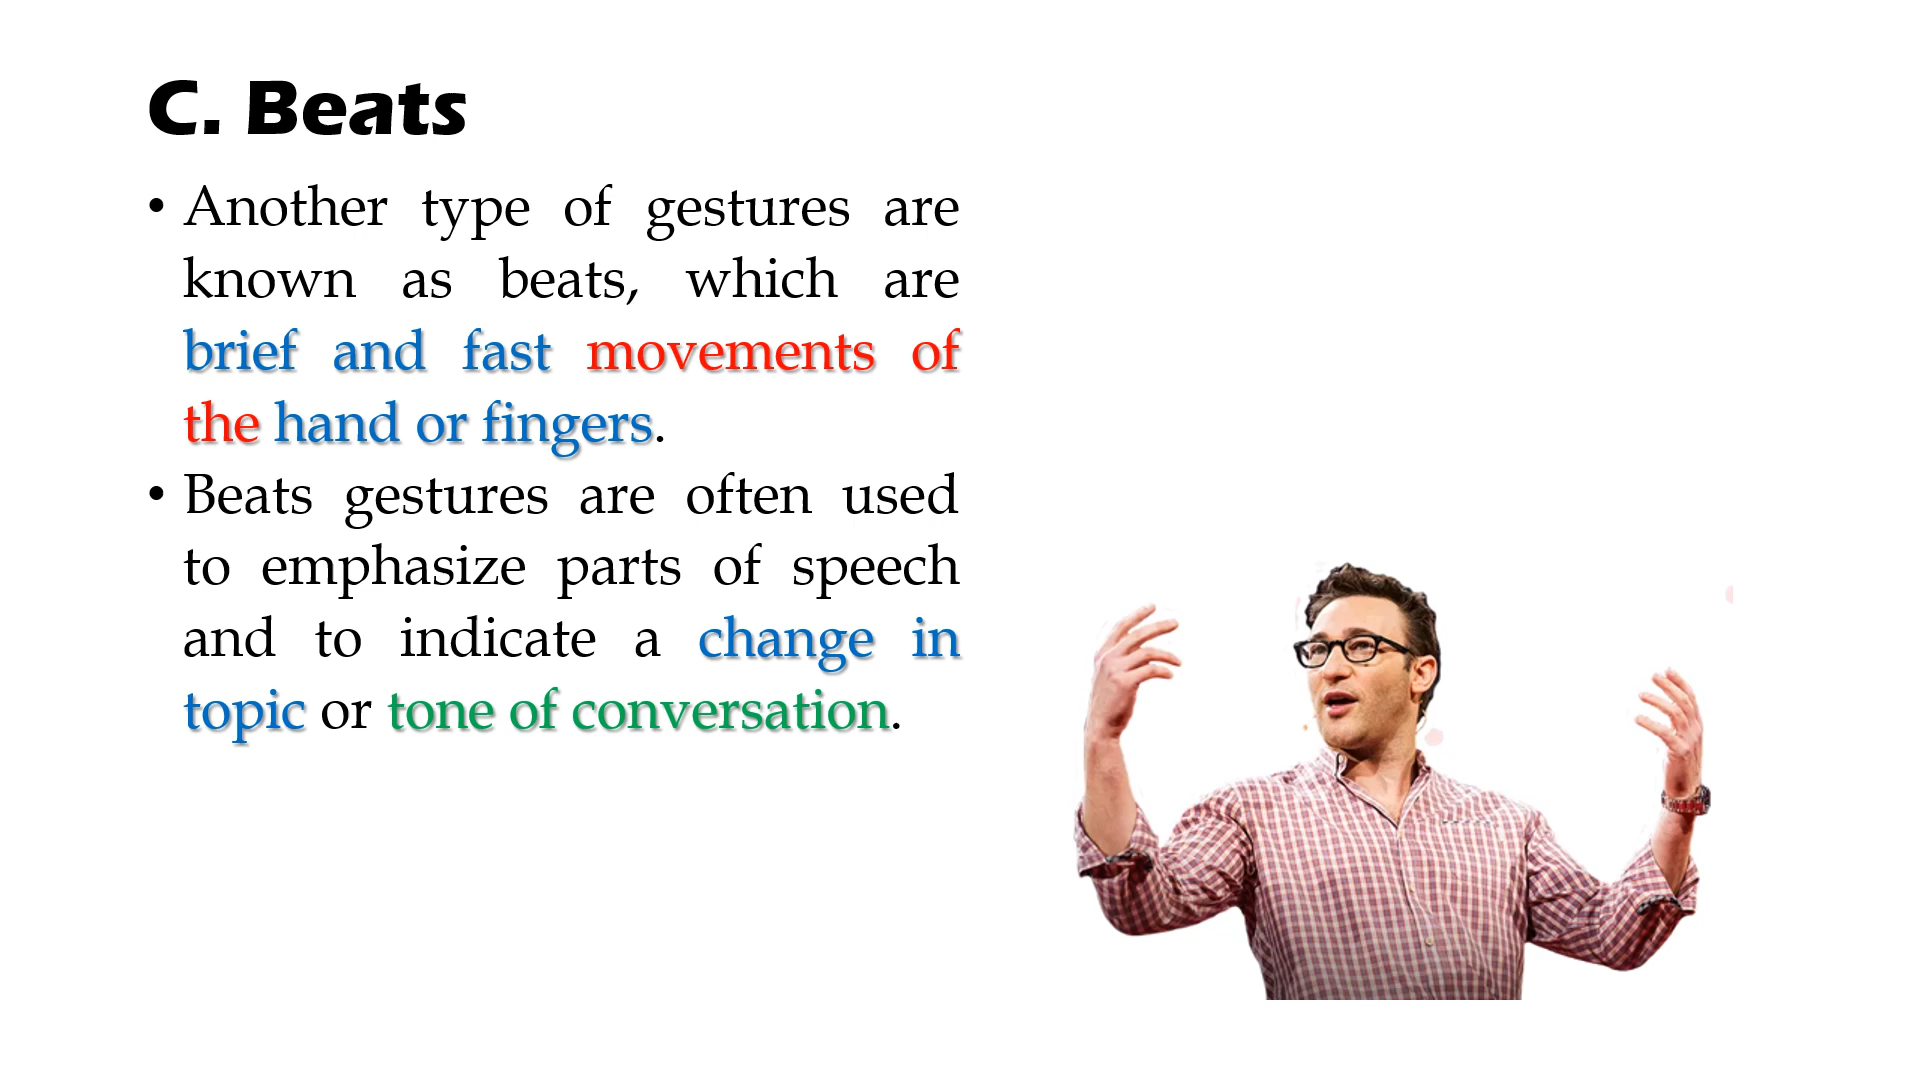 C. Beats
• Another type of gestures are
known as beats, which are
brief and fast movements of
the hand or fingers.
• Beats gestures are often used
to emphasize parts of speech
and to indicate a change in
topic or tone of conversation.